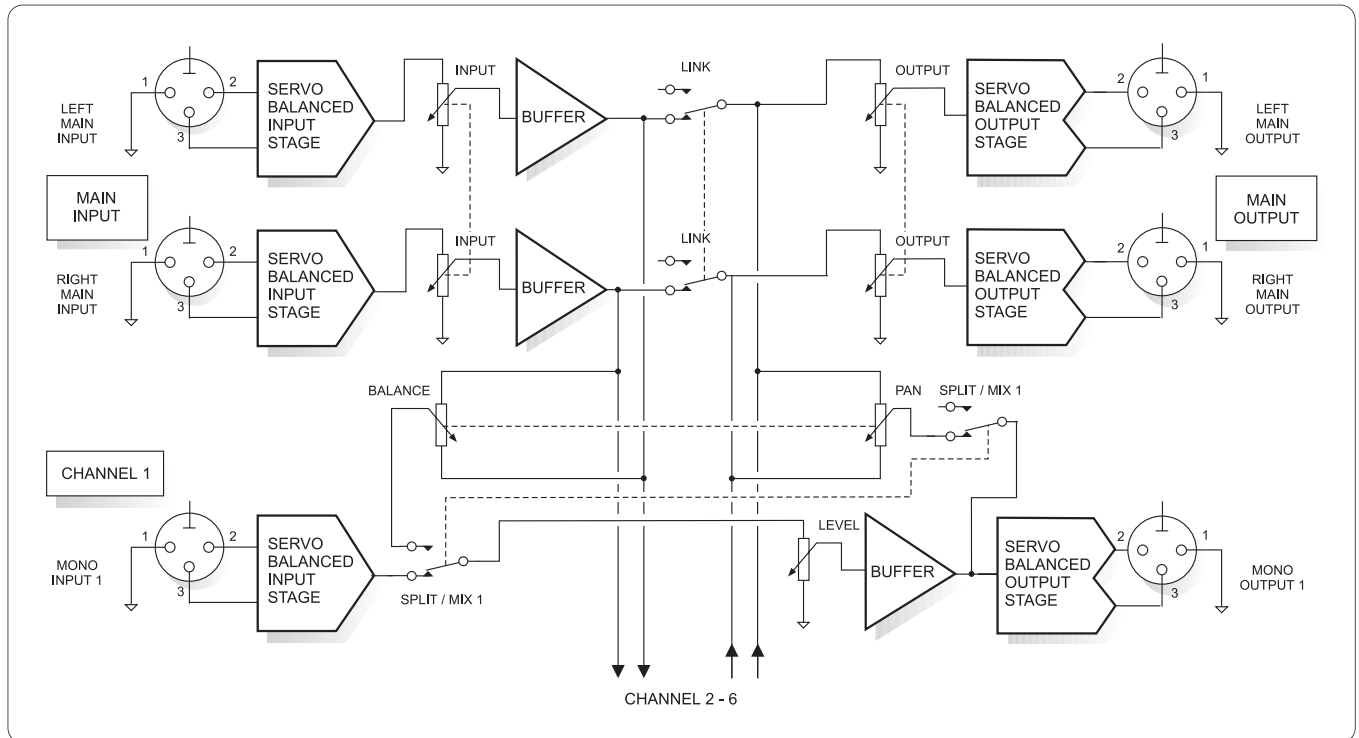 LEFT
MAIN
INPUT
1
2
3
SERVO
BALANCED
INPUT
STAGE
INPUT
BUFFER
LINK
OUTPUT
SERVO
BALANCED
OUTPUT
STAGE
2
1
3
LEFT
MAIN
OUTPUT
MAIN
INPUT
MAIN
OUTPUT
RIGHT
MAIN
INPUT
1
2
3
SERVO
BALANCED
INPUT
STAGE
INPUT
BUFFER
LINK
OUTPUT
SERVO
BALANCED
OUTPUT
STAGE
2
1
3
RIGHT
MAIN
OUTPUT
BALANCE
PAN
SPLIT / MIX 1
CHANNEL 1
MONO
INPUT 1
1
2
3
SERVO
BALANCED
INPUT
STAGE
SPLIT / MIX 1
LEVEL
BUFFER
SERVO
BALANCED
OUTPUT
STAGE
2
1
3
MONO
OUTPUT 1
CHANNEL 2 - 6